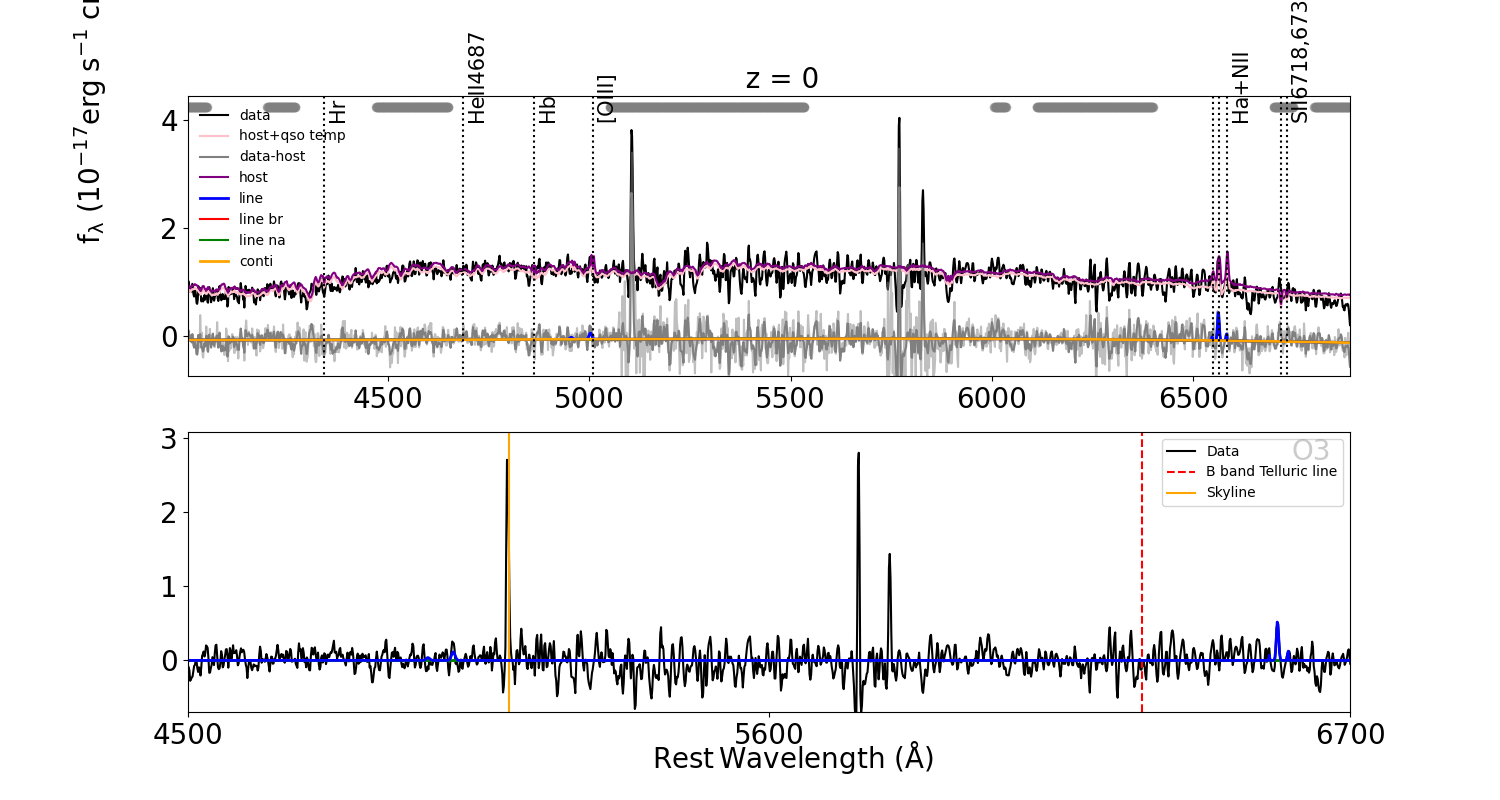 z = 0
fλ (10−17erg s−1 c
Hr
HeII4687
Hb
[OIII]
Ha+NII
SII6718,673
data
host+qso temp
data-host
host
line
line br
line na
conti
4
2
0
4500
5000
5500
6000
6500
O3
Data
B band Telluric line
Skyline
3
2
1
0
4500
5600
6700
Rest Wavelength (Å)